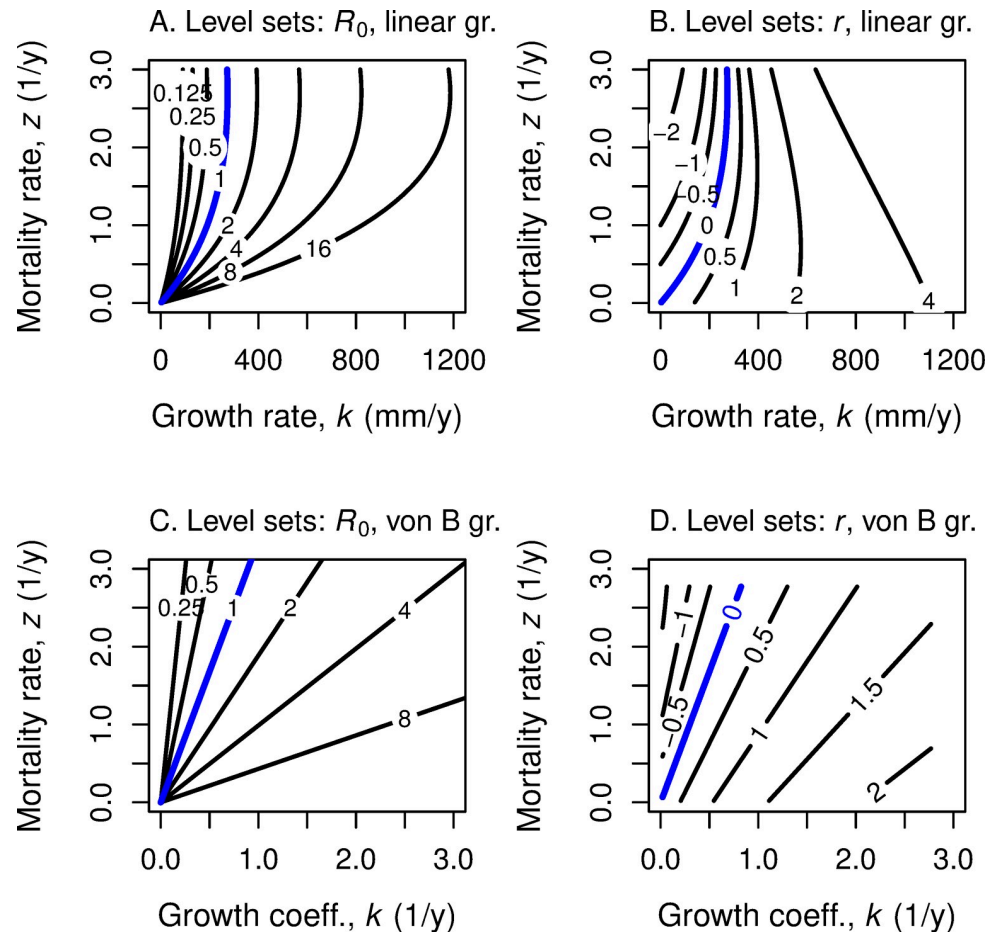 A. Level sets: R0, linear gr.
Mortality rate, z (1/y)
3.0
2.0
1.0
0.0
0.125
0.25
0.5
1
2
4
8
16
0 400 800 1200
Growth rate, k (mm/y)
B. Level sets: r, linear gr.
Mortality rate, z (1/y)
3.0
2.0
1.0
0.0
−2
−1
−0.5
0
0.5
1
2
4
0 400 800 1200
Growth rate, k (mm/y)
C. Level sets: R0, von B gr.
Mortality rate, z (1/y)
3.0
2.0
1.0
0.0
0.25
0.5
1
2
4
8
0.0 1.0 2.0 3.0
Growth coeff., k (1/y)
D. Level sets: r, von B gr.
Mortality rate, z (1/y)
3.0
2.0
1.0
0.0
−1
−0.5
0
0.5
1
1.5
2
0.0 1.0 2.0 3.0
Growth coeff., k (1/y)